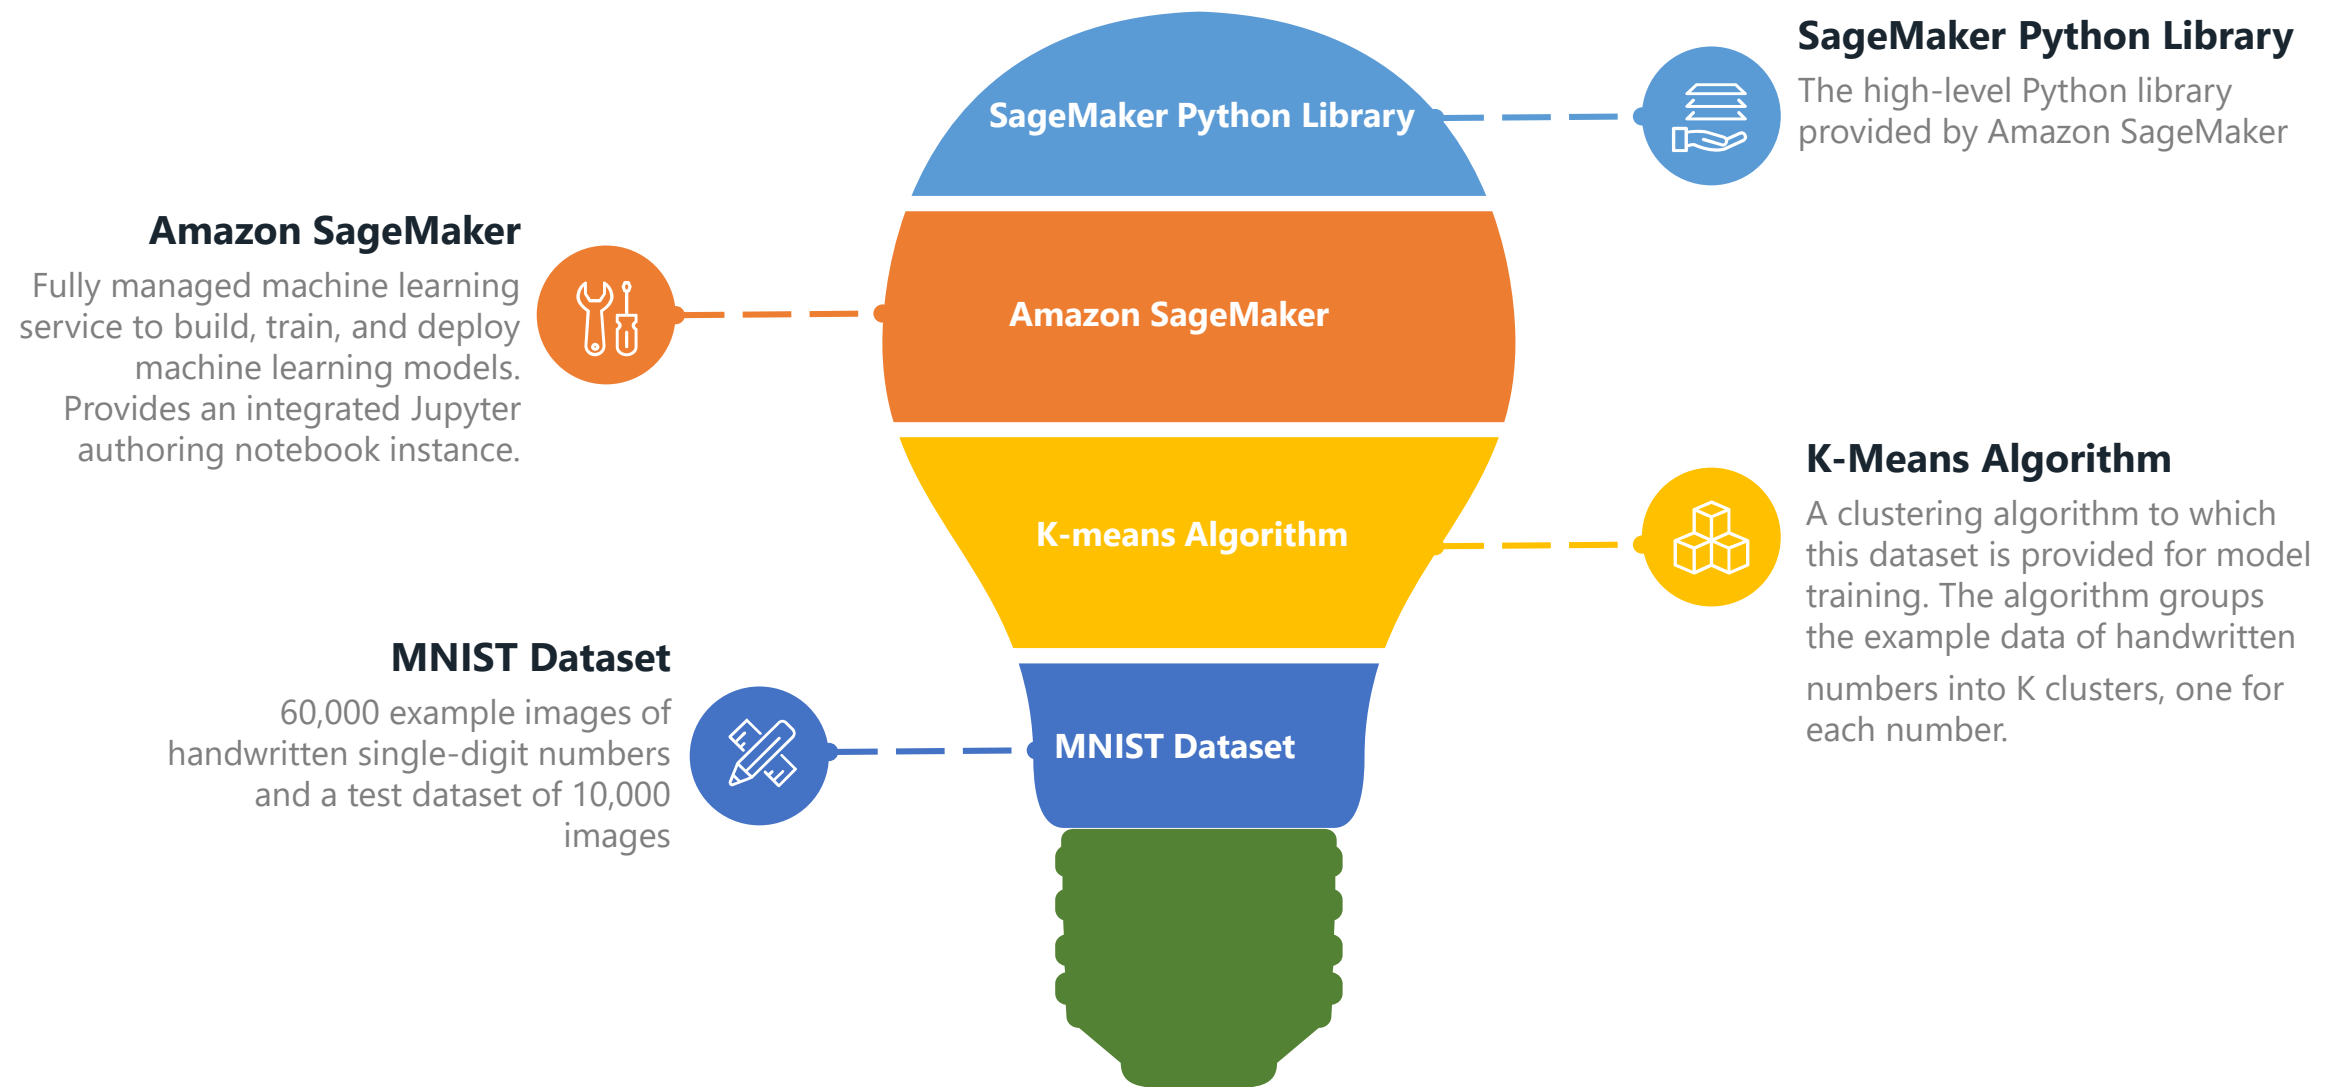 SageMaker Python Library
SageMaker Python Library
The high-level Python library
provided by Amazon SageMaker
Amazon SageMaker
Fully managed machine learning
service to build, train, and deploy
machine learning models.
Provides an integrated Jupyter
authoring notebook instance.
Amazon SageMaker
K-means Algorithm
K-Means Algorithm
A clustering algorithm to which
this dataset is provided for model
training. The algorithm groups
the example data of handwritten
numbers into K clusters, one for
each number.
MNIST Dataset
60,000 example images of
handwritten single-digit numbers
and a test dataset of 10,000
images
MNIST Dataset